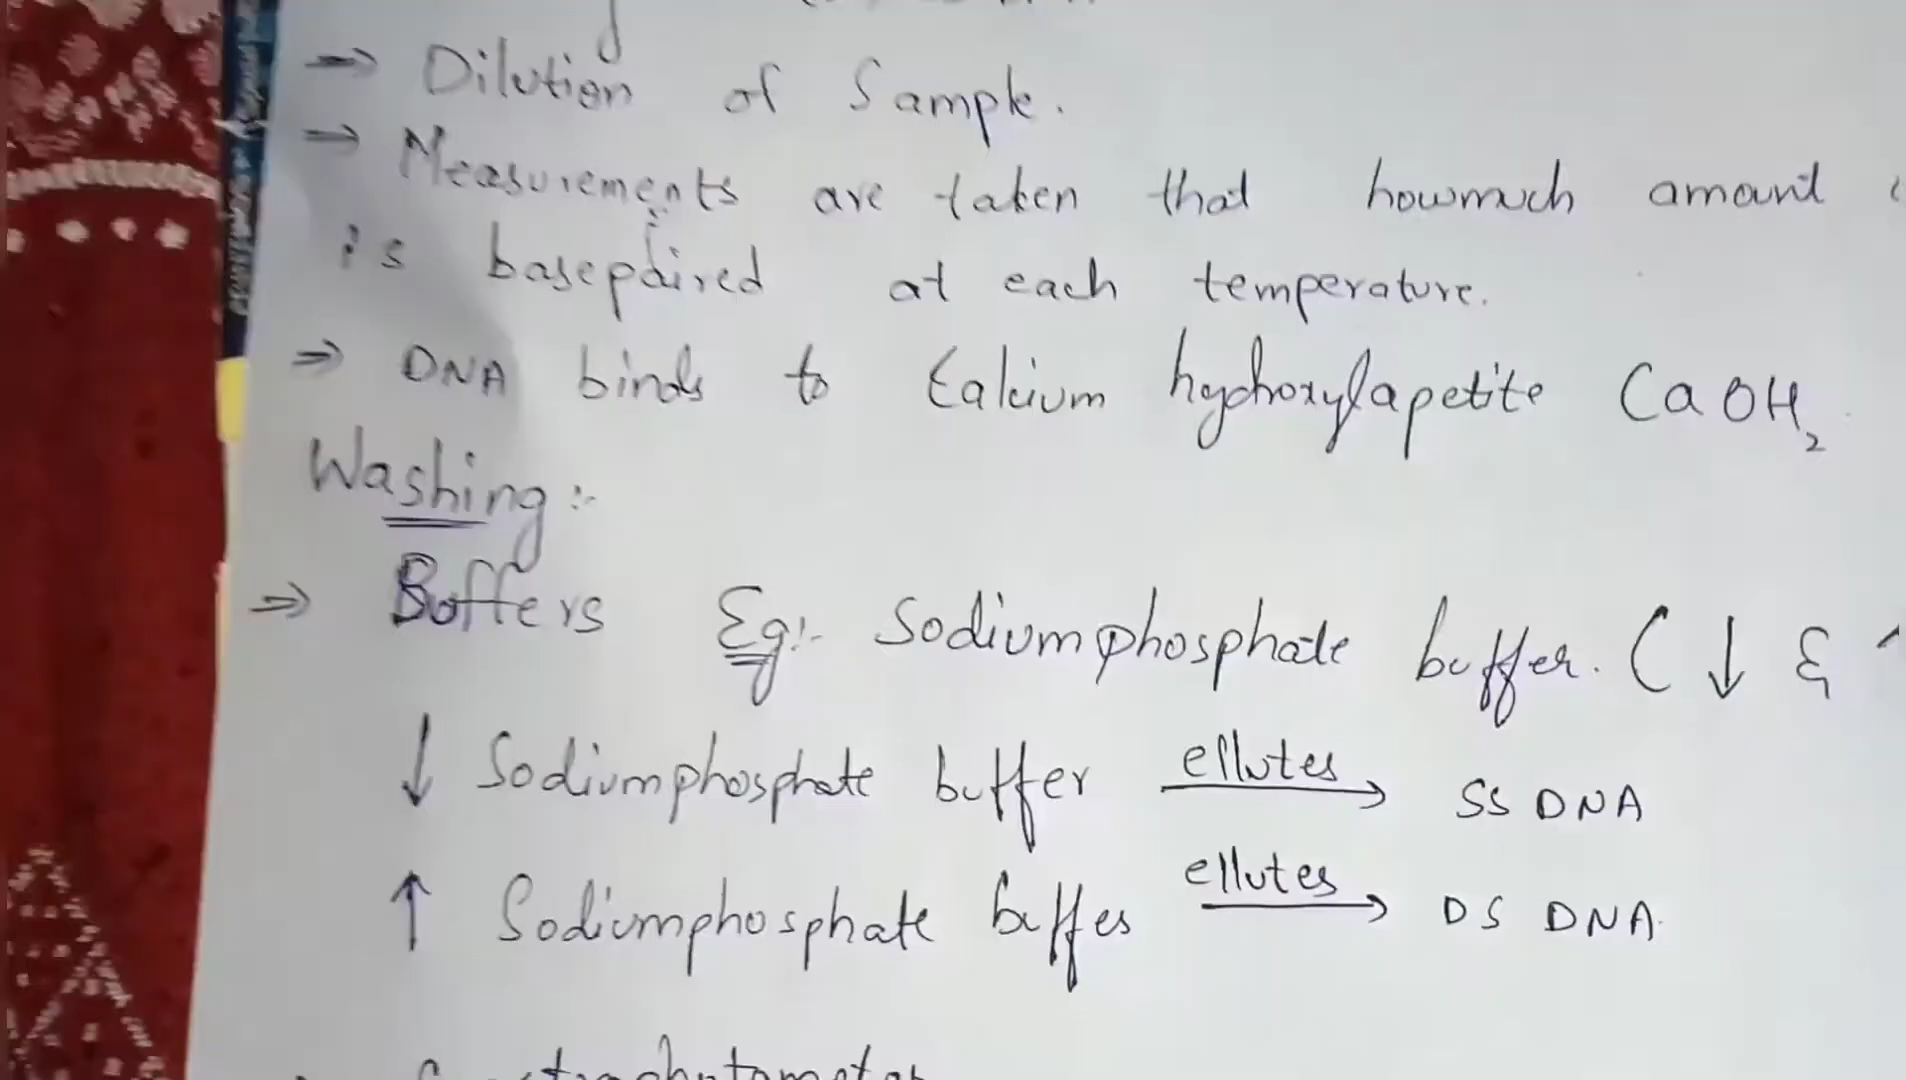 ⇒ Dilution of Sample.
⇒ Measurements are taken that howmuch amount
is basepaired at each temperature.
⇒ DNA binds to Calcium hydroxylapetite CaOH₂
Washing :-
⇒ Buffers Eg:- Sodiumphosphate buffer. ( ↓ &
↓ Sodiumphosphate buffer ellutes → SS DNA
↑ Sodiumphosphate buffer ellutes → DS DNA.